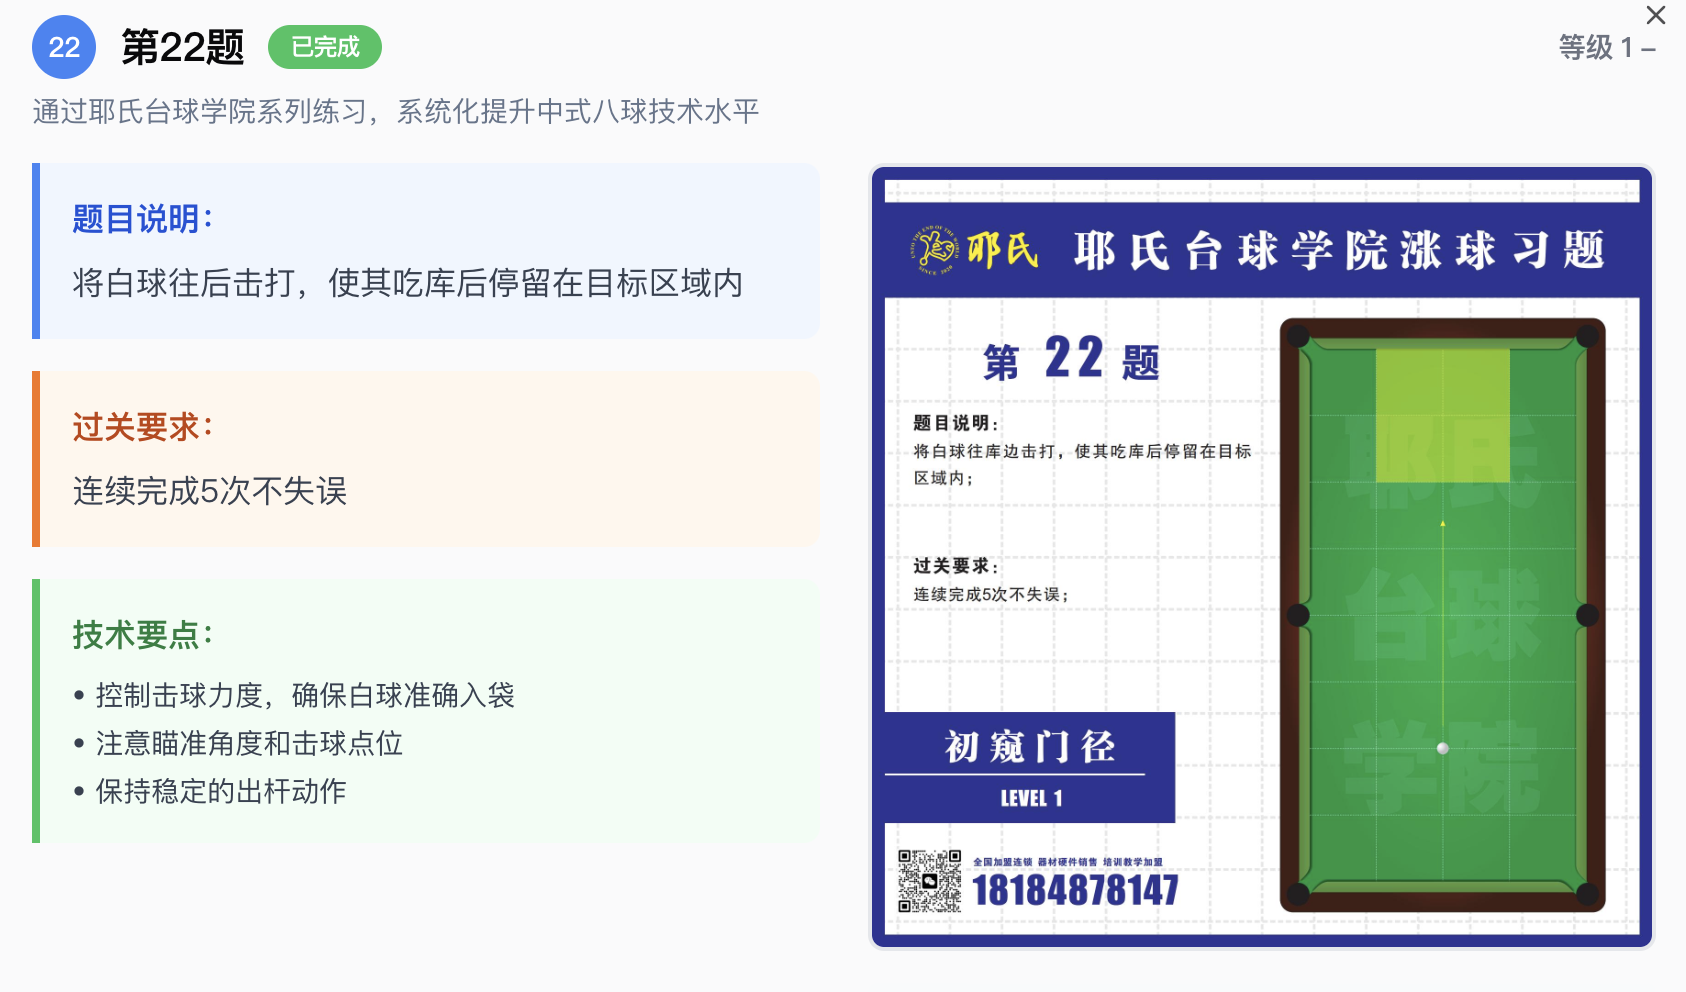 22 第22题 已完成
等级 1 –
通过耶氏台球学院系列练习，系统化提升中式八球技术水平
题目说明：
将白球往后击打，使其吃库后停留在目标区域内
过关要求：
连续完成5次不失误
技术要点：
• 控制击球力度，确保白球准确入袋
• 注意瞄准角度和击球点位
• 保持稳定的出杆动作
耶氏 耶氏台球学院涨球习题
第 22 题
题目说明：
将白球往库边击打，使其吃库后停留在目标
区域内；
过关要求：
连续完成5次不失误；
初窥门径
LEVEL 1
全国加盟连锁 器材硬件销售 培训教学加盟
18184878147
耶氏
台球
学院